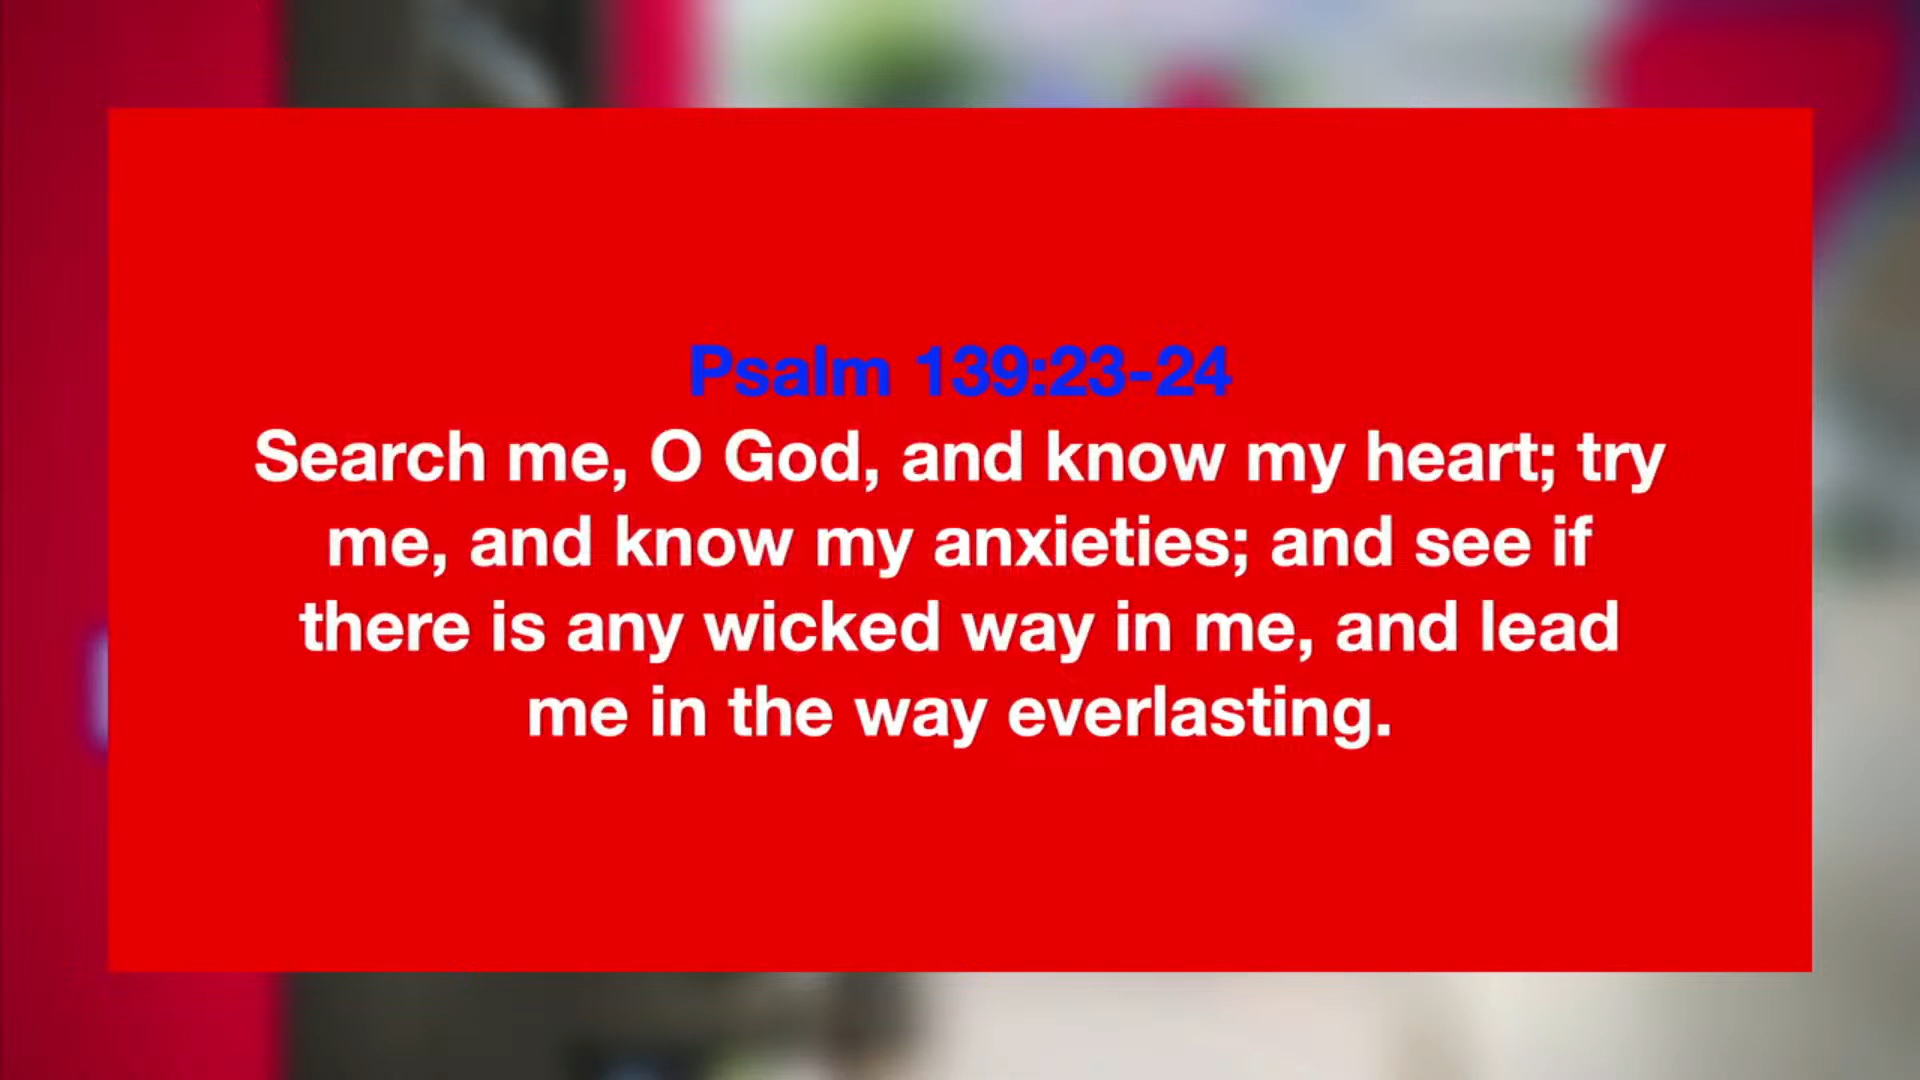 Psalm 139:23-24
Search me, O God, and know my heart; try
me, and know my anxieties; and see if
there is any wicked way in me, and lead
me in the way everlasting.